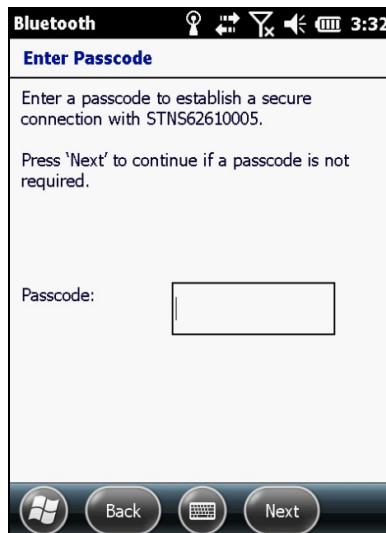 Bluetooth 3:32
Enter Passcode
Enter a passcode to establish a secure
connection with STNS62610005.
Press 'Next' to continue if a passcode is not
required.
Passcode:
Back Next